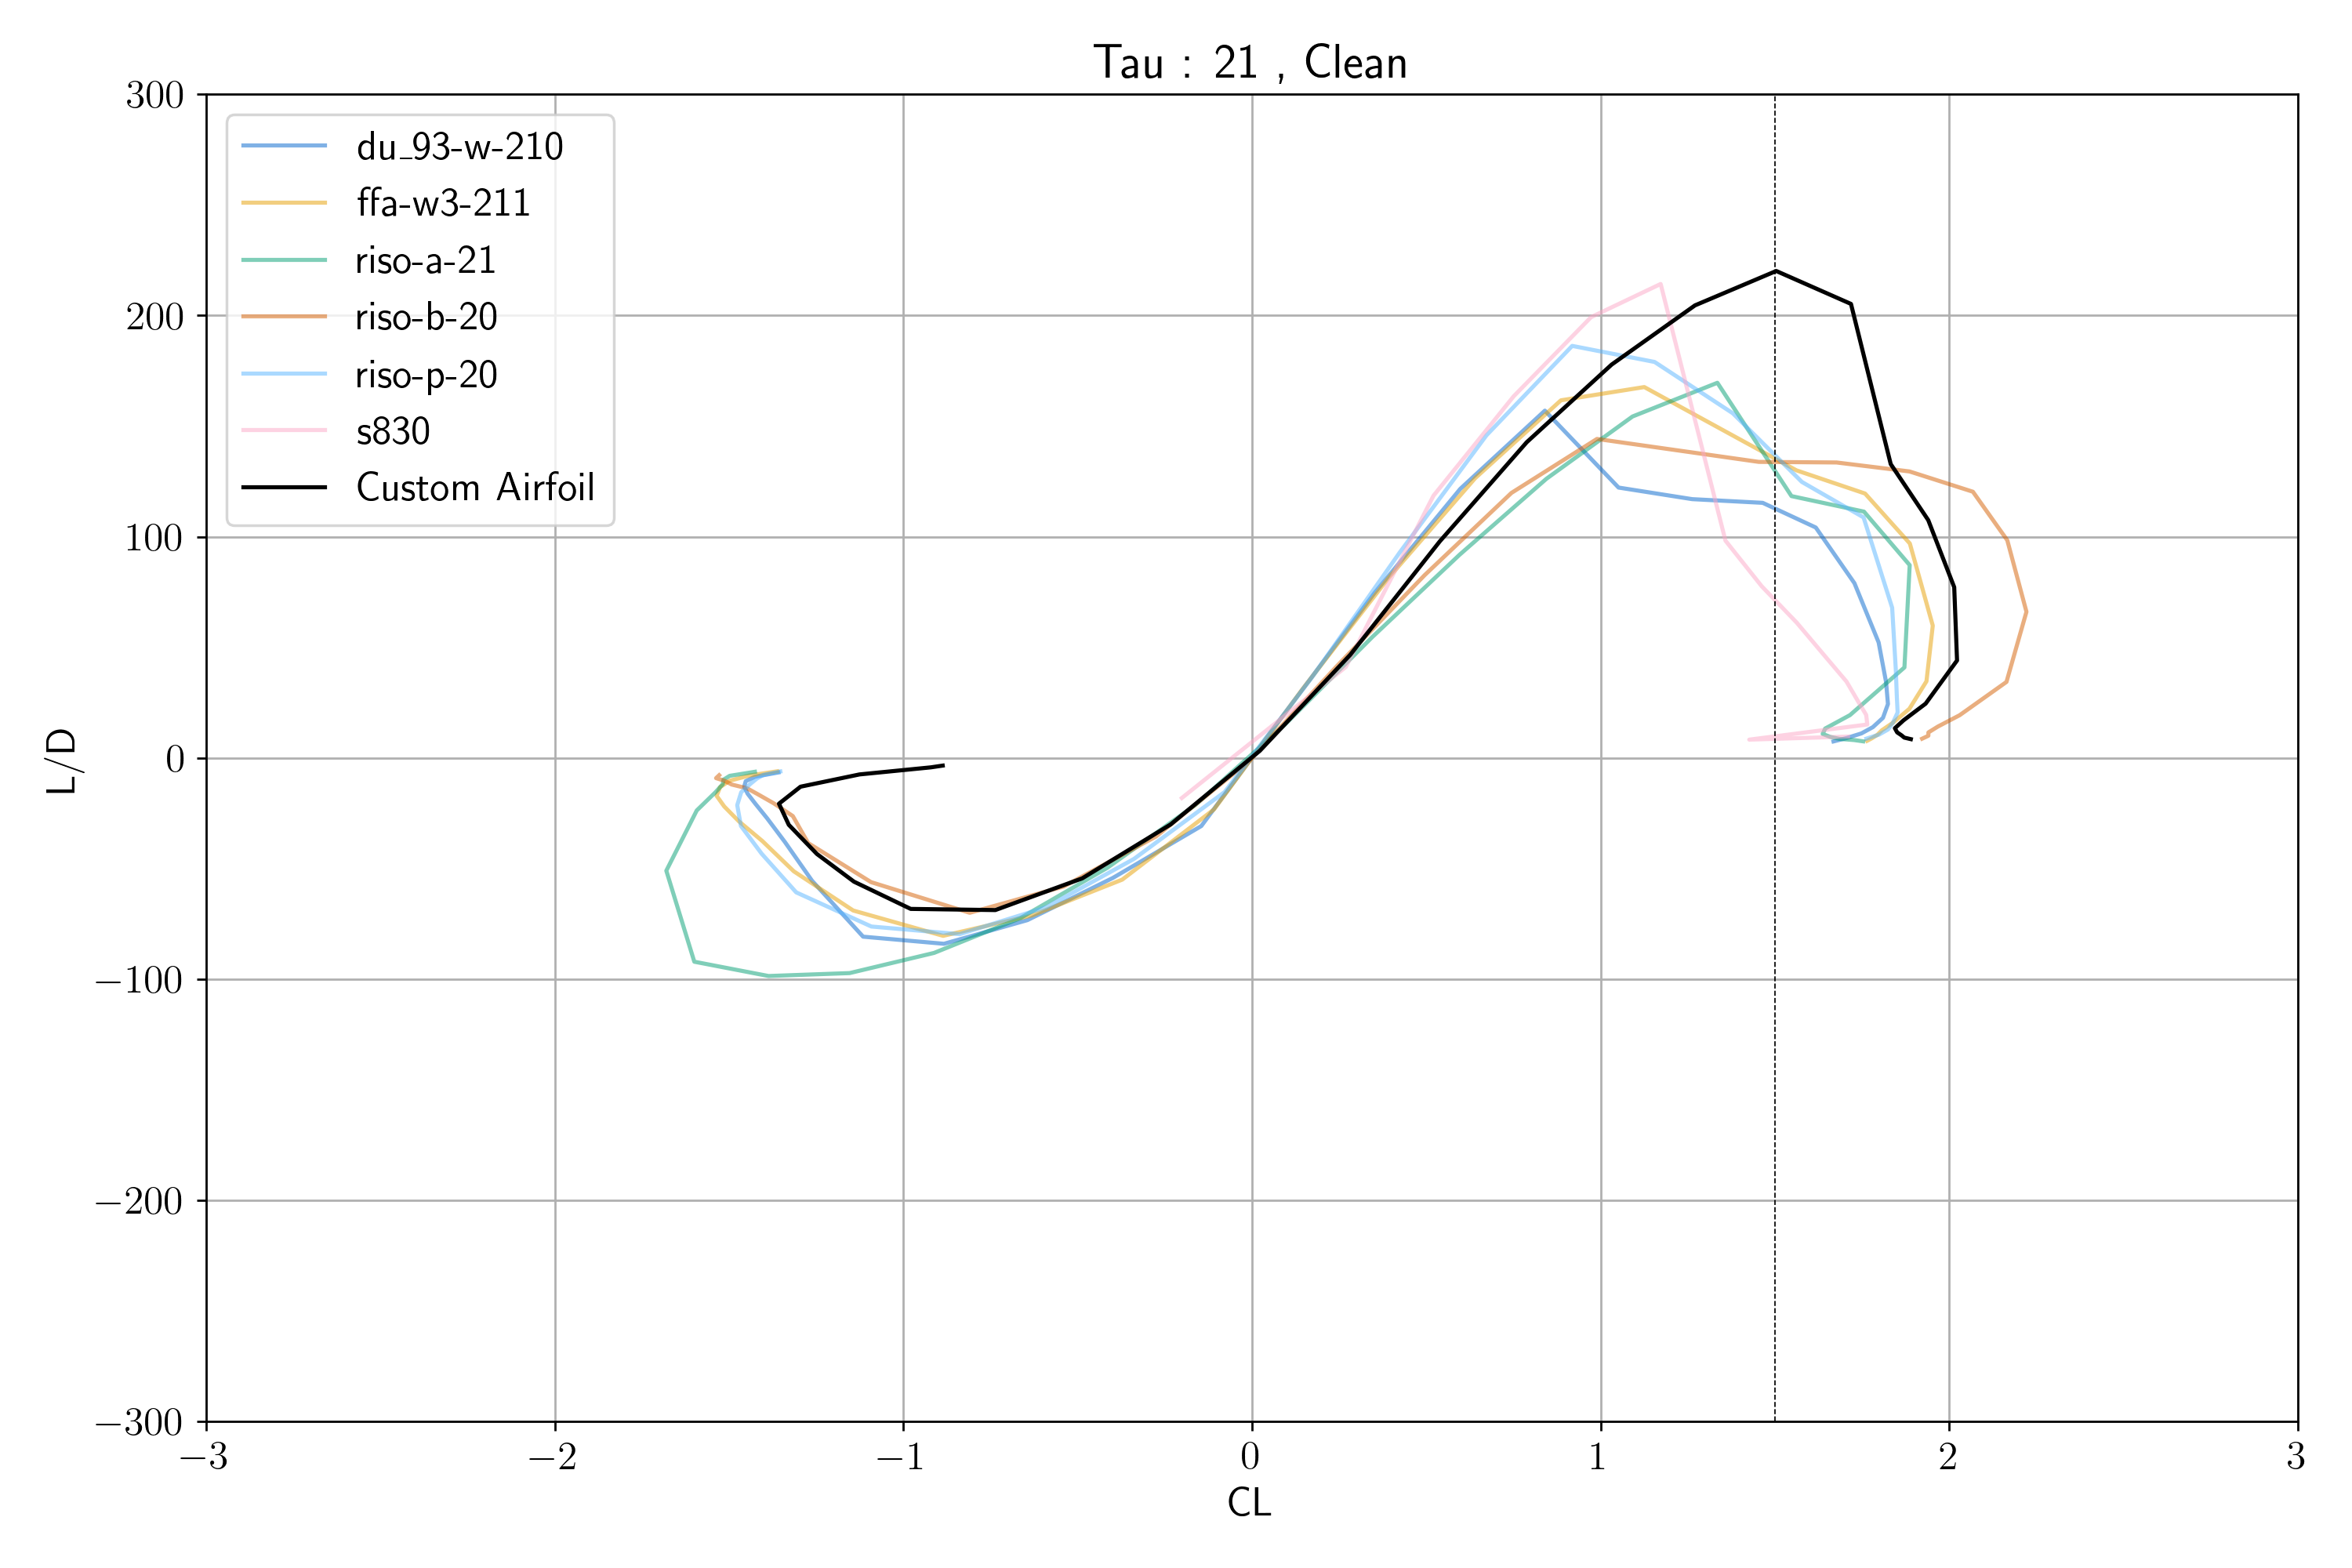 Tau : 21 , Clean
300
200
100
0
−100
−200
−300
L/D
du_93-w-210
ffa-w3-211
riso-a-21
riso-b-20
riso-p-20
s830
Custom Airfoil
−3 −2 −1 0 1 2 3
CL